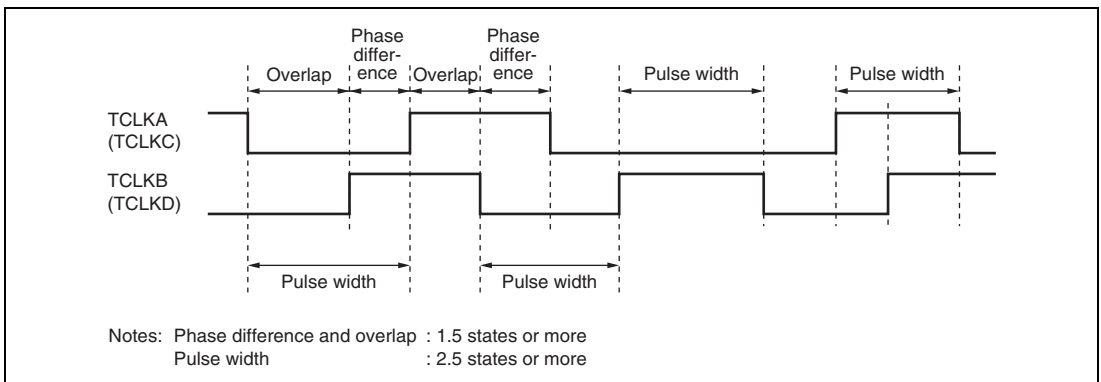 Phase
differ-
ence
Phase
differ-
ence
Overlap
Overlap
Pulse width
Pulse width
TCLKA
(TCLKC)
TCLKB
(TCLKD)
Pulse width
Pulse width
Notes: Phase difference and overlap : 1.5 states or more
Pulse width : 2.5 states or more